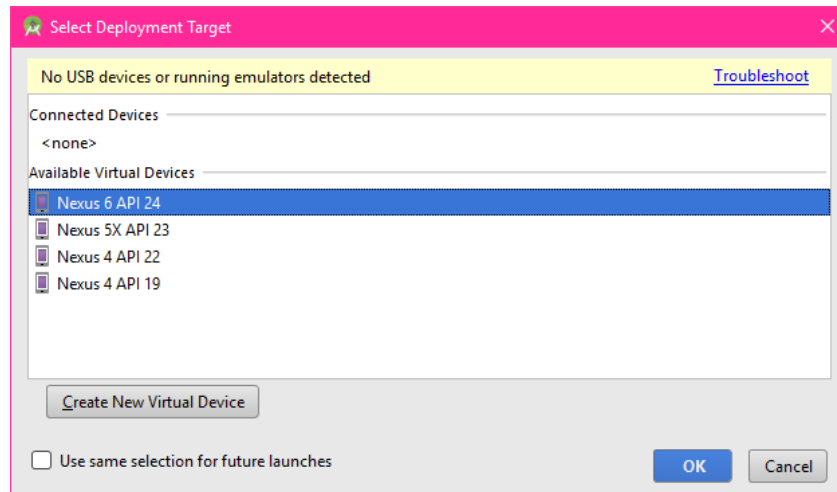 Select Deployment Target
No USB devices or running emulators detected Troubleshoot
Connected Devices
<none>
Available Virtual Devices
Nexus 6 API 24
Nexus 5X API 23
Nexus 4 API 22
Nexus 4 API 19
Create New Virtual Device
Use same selection for future launches
OK Cancel